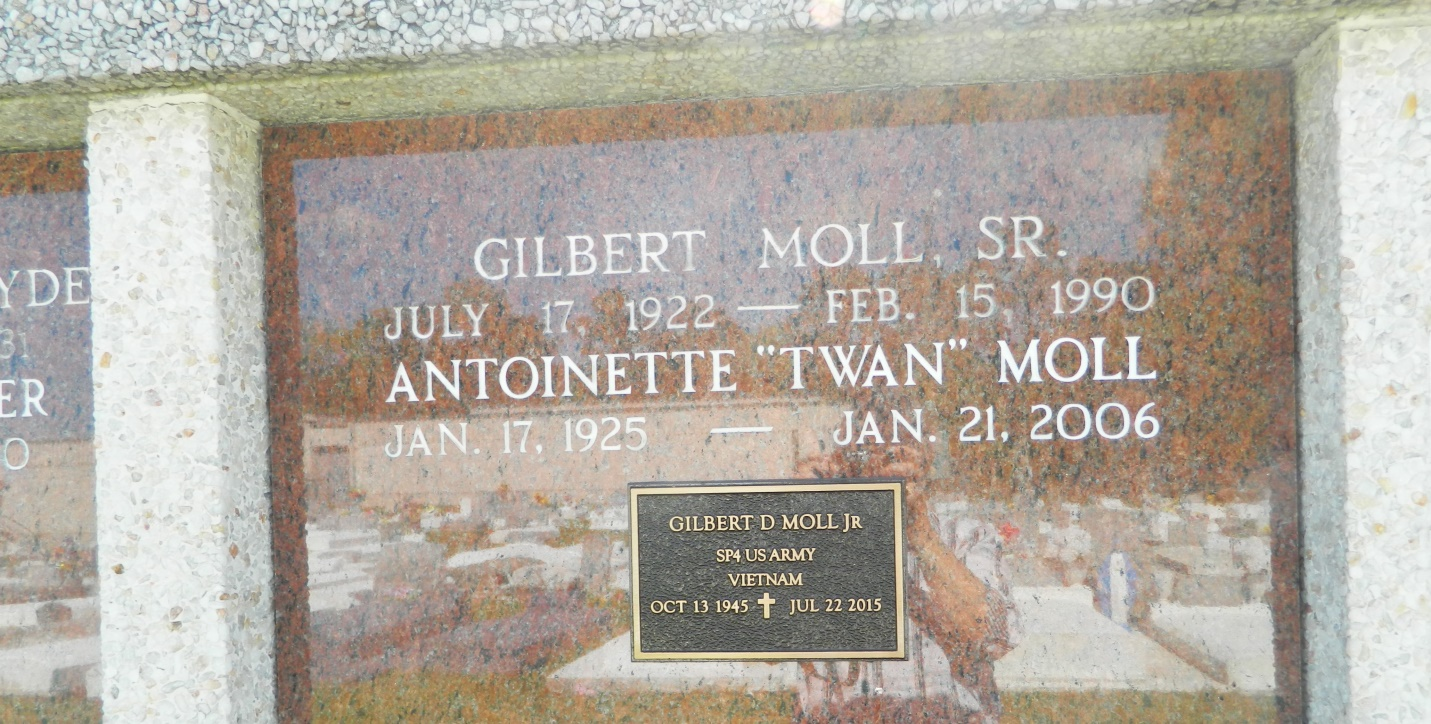 GILBERT MOLL, SR.
JULY 17, 1922 — FEB. 15, 1990
ANTOINETTE "TWAN" MOLL
JAN. 17, 1925 — JAN. 21, 2006
GILBERT D MOLL JR
SP4 US ARMY
VIETNAM
OCT 13 1945 ✝ JUL 22 2015